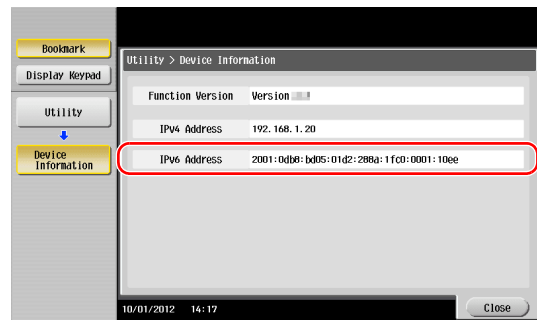 Bookmark
Display Keypad
Utility
Device
Information
Utility > Device Information
Function Version Version
IPv4 Address 192.168.1.20
IPv6 Address 2001:0db8:bd05:01d2:288a:1fc0:0001:10ee
10/01/2012 14:17
Close